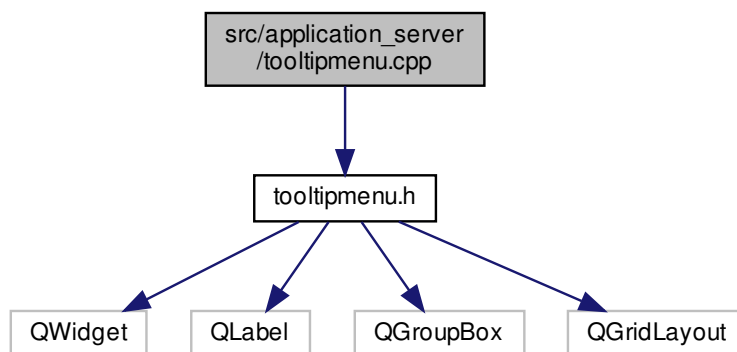 src/application_server
/tooltipmenu.cpp
tooltipmenu.h
QWidget
QLabel
QGroupBox
QGridLayout